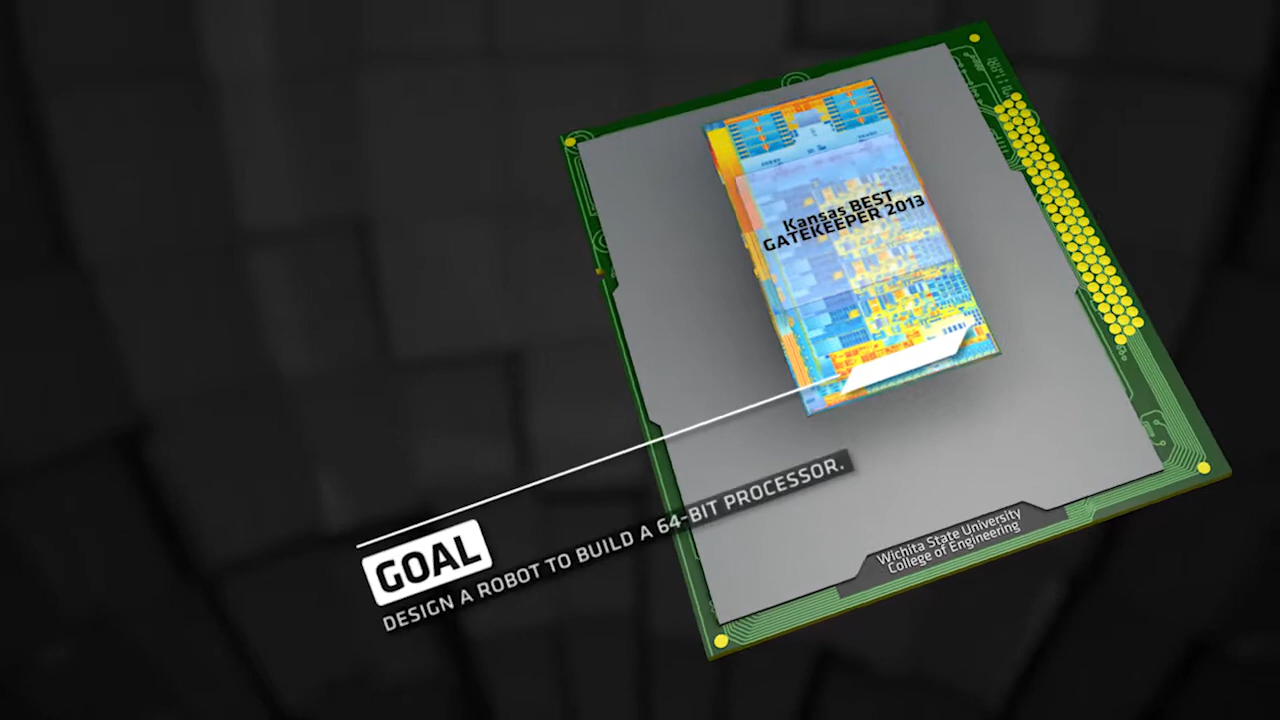 Kansas BEST
GATEKEEPER 2013
GOAL
DESIGN A ROBOT TO BUILD A 64-BIT PROCESSOR.
Wichita State University
College of Engineering